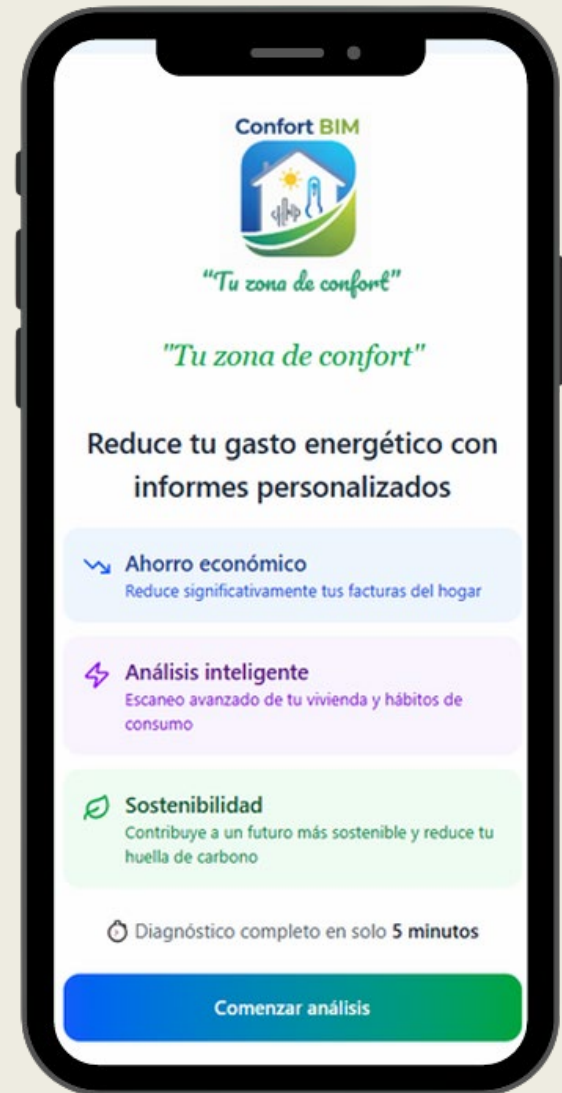 Confort BIM
“Tu zona de confort”
"Tu zona de confort"
Reduce tu gasto energético con
informes personalizados
Ahorro económico
Reduce significativamente tus facturas del hogar
Análisis inteligente
Escaneo avanzado de tu vivienda y hábitos de
consumo
Sostenibilidad
Contribuye a un futuro más sostenible y reduce tu
huella de carbono
Diagnóstico completo en solo 5 minutos
Comenzar análisis